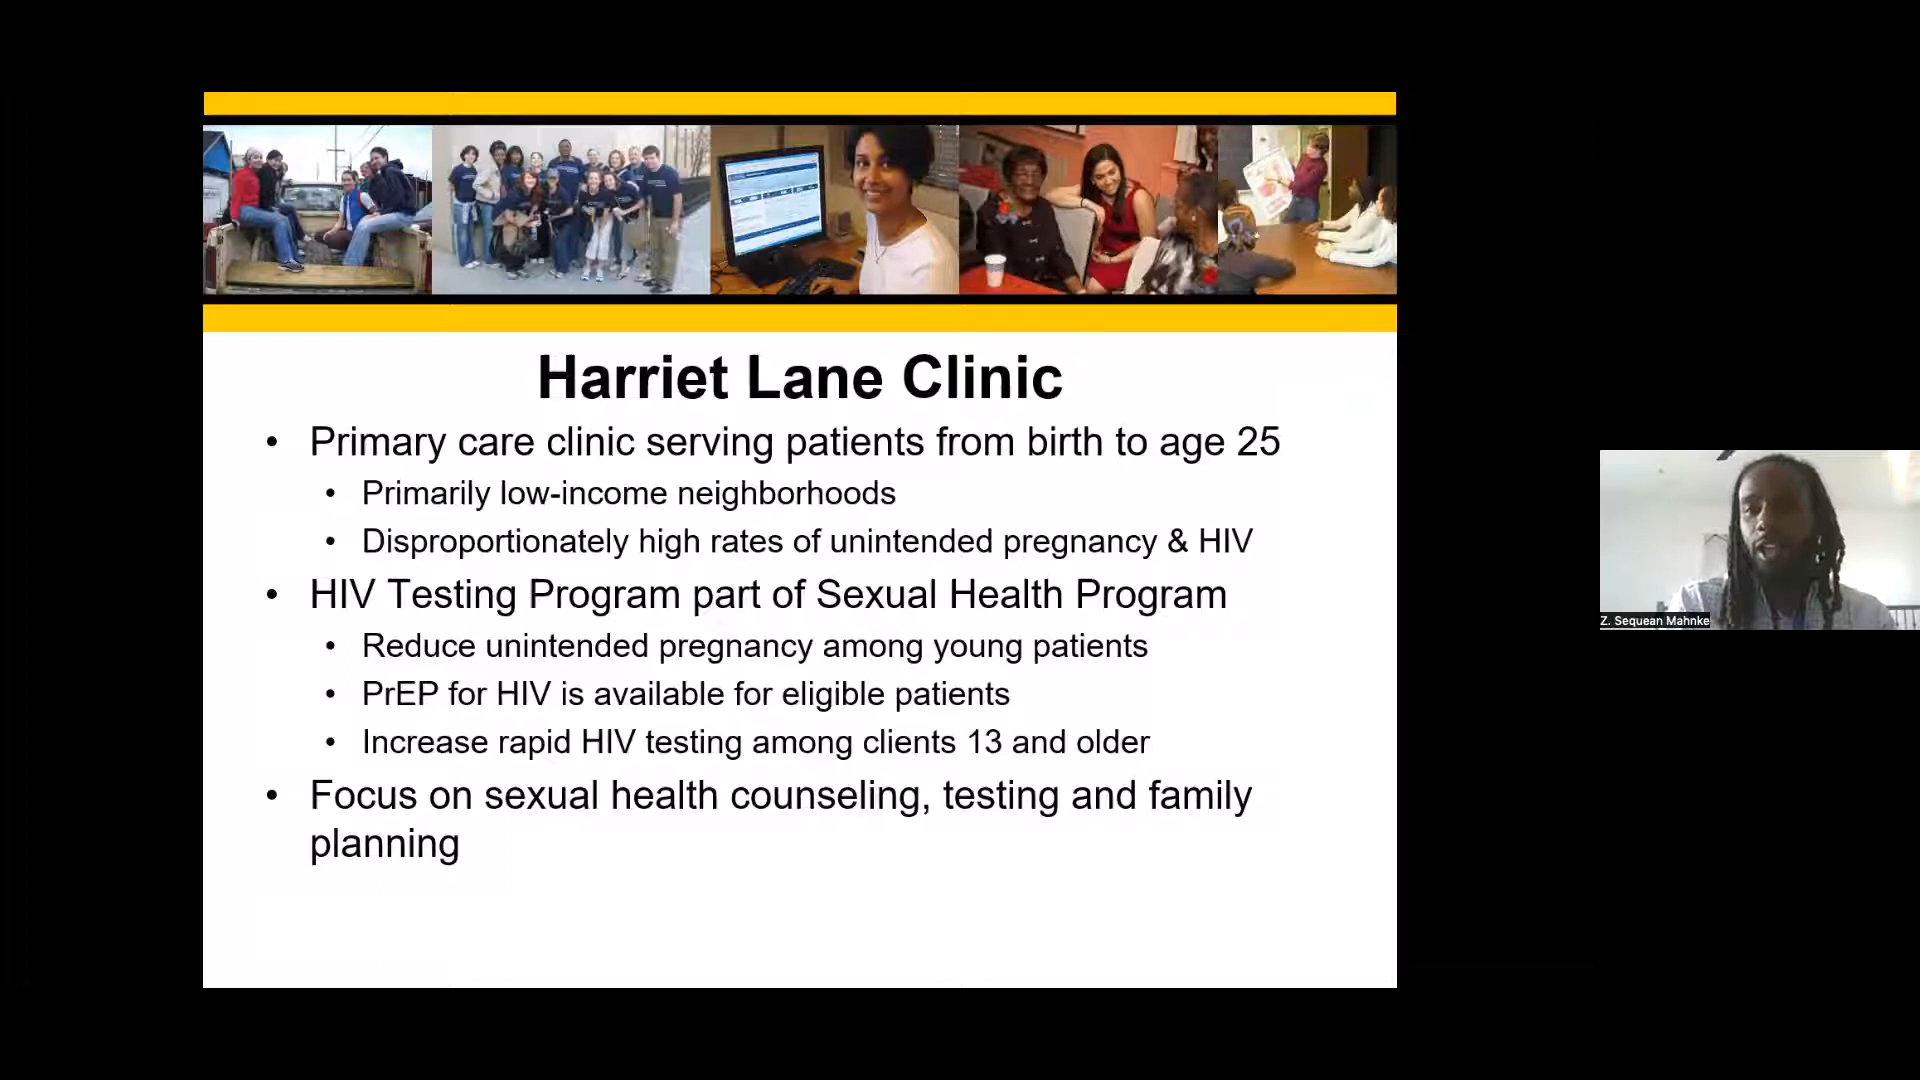 Harriet Lane Clinic
• Primary care clinic serving patients from birth to age 25
• Primarily low-income neighborhoods
• Disproportionately high rates of unintended pregnancy & HIV
• HIV Testing Program part of Sexual Health Program
• Reduce unintended pregnancy among young patients
• PrEP for HIV is available for eligible patients
• Increase rapid HIV testing among clients 13 and older
• Focus on sexual health counseling, testing and family
planning
Z. Sequean Mahnke